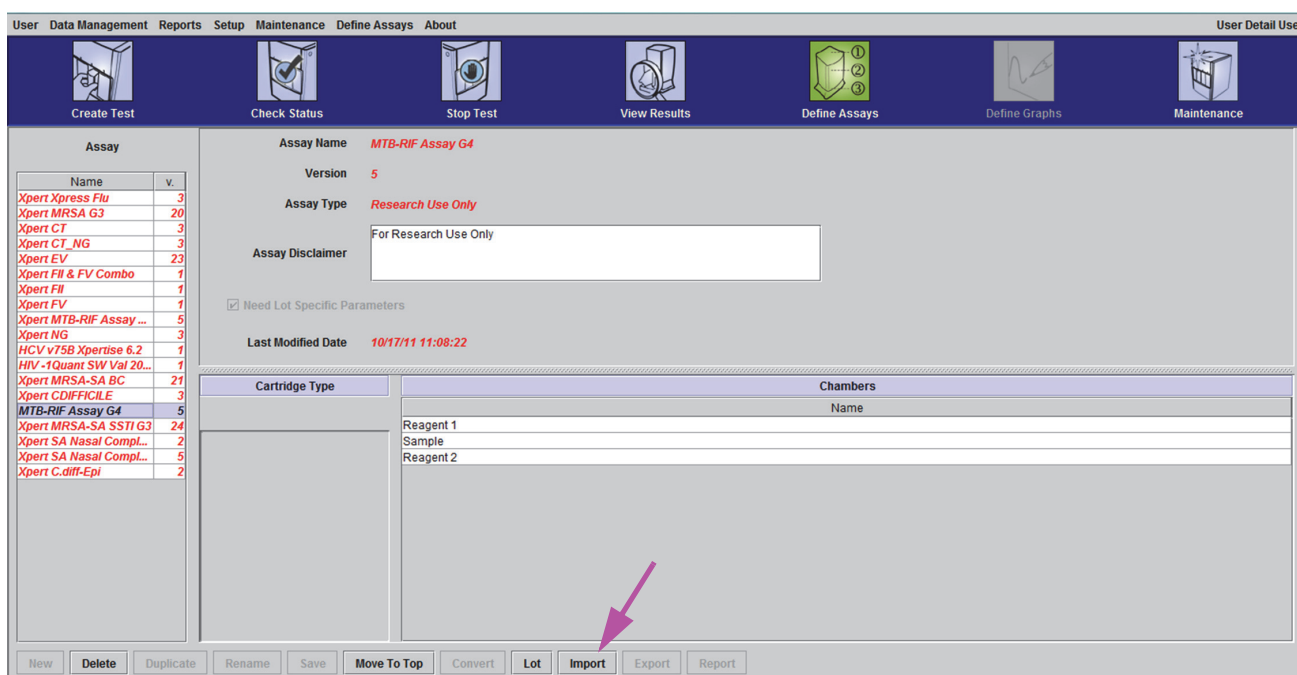 User Data Management Reports Setup Maintenance Define Assays About User Detail Use
1
2
3
Create Test Check Status Stop Test View Results Define Assays Define Graphs Maintenance
Assay
Name v.
Xpert Xpress Flu 3
Xpert MRSA G3 20
Xpert CT 3
Xpert CT_NG 3
Xpert EV 23
Xpert FII & FV Combo 1
Xpert FII 1
Xpert FV 1
Xpert MTB-RIF Assay ... 5
Xpert NG 3
HCV v75B Xpertise 6.2 1
HIV -1Quant SW Val 20... 1
Xpert MRSA-SA BC 21
Xpert CDIFFICILE 3
MTB-RIF Assay G4 5
Xpert MRSA-SA SSTI G3 24
Xpert SA Nasal Compl... 2
Xpert SA Nasal Compl... 5
Xpert C.diff-Epi 2
Assay Name MTB-RIF Assay G4
Version 5
Assay Type Research Use Only
Assay Disclaimer For Research Use Only
Need Lot Specific Parameters
Last Modified Date 10/17/11 11:08:22
Cartridge Type
Chambers
Name
Reagent 1
Sample
Reagent 2
New Delete Duplicate Rename Save Move To Top Convert Lot Import Export Report